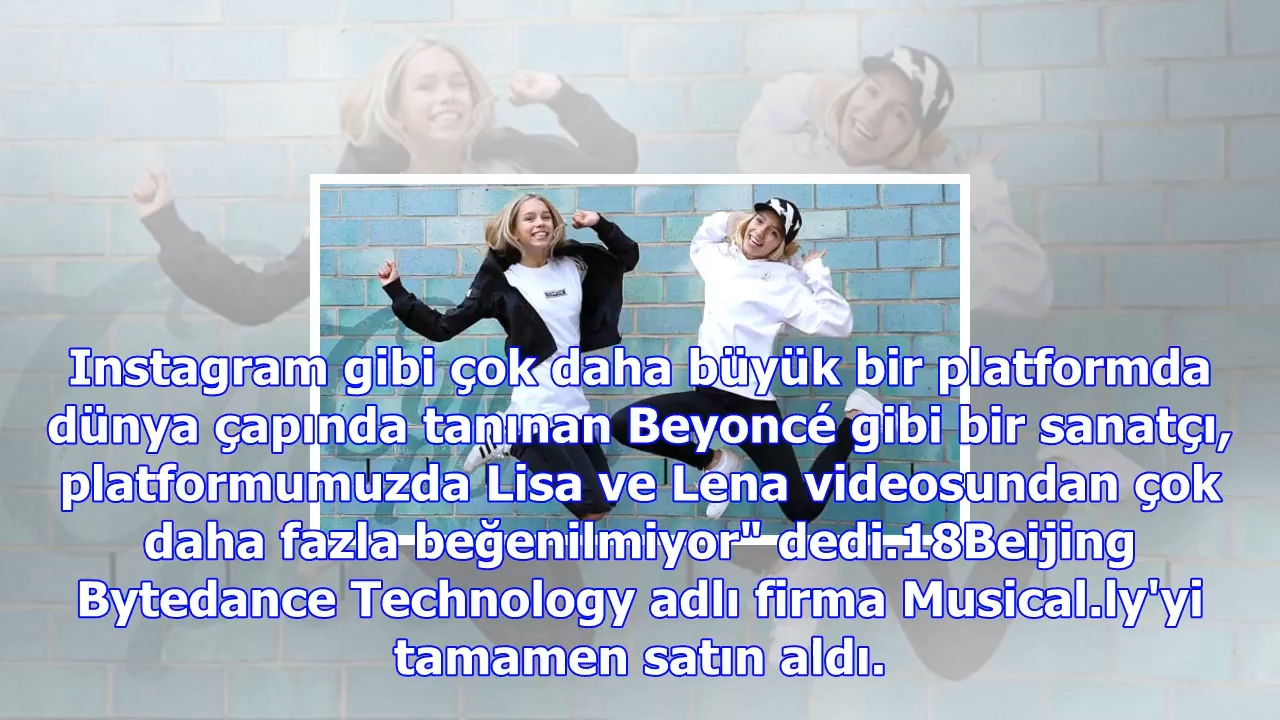 Instagram gibi çok daha büyük bir platformda
dünya çapında tanınan Beyoncé gibi bir sanatçı,
platformumuzda Lisa ve Lena videosundan çok
daha fazla beğenilmiyor" dedi.18Beijing
Bytedance Technology adlı firma Musical.ly'yi
tamamen satın aldı.